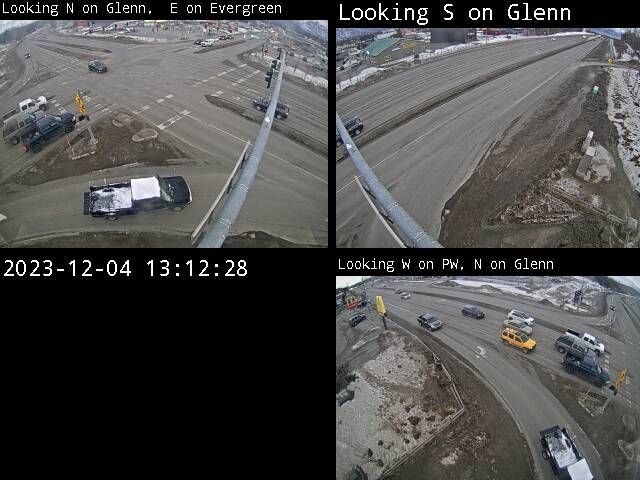 Looking N on Glenn,  E on Evergreen
Looking S on Glenn
2023-12-04 13:12:28
Looking W on PW, N on Glenn